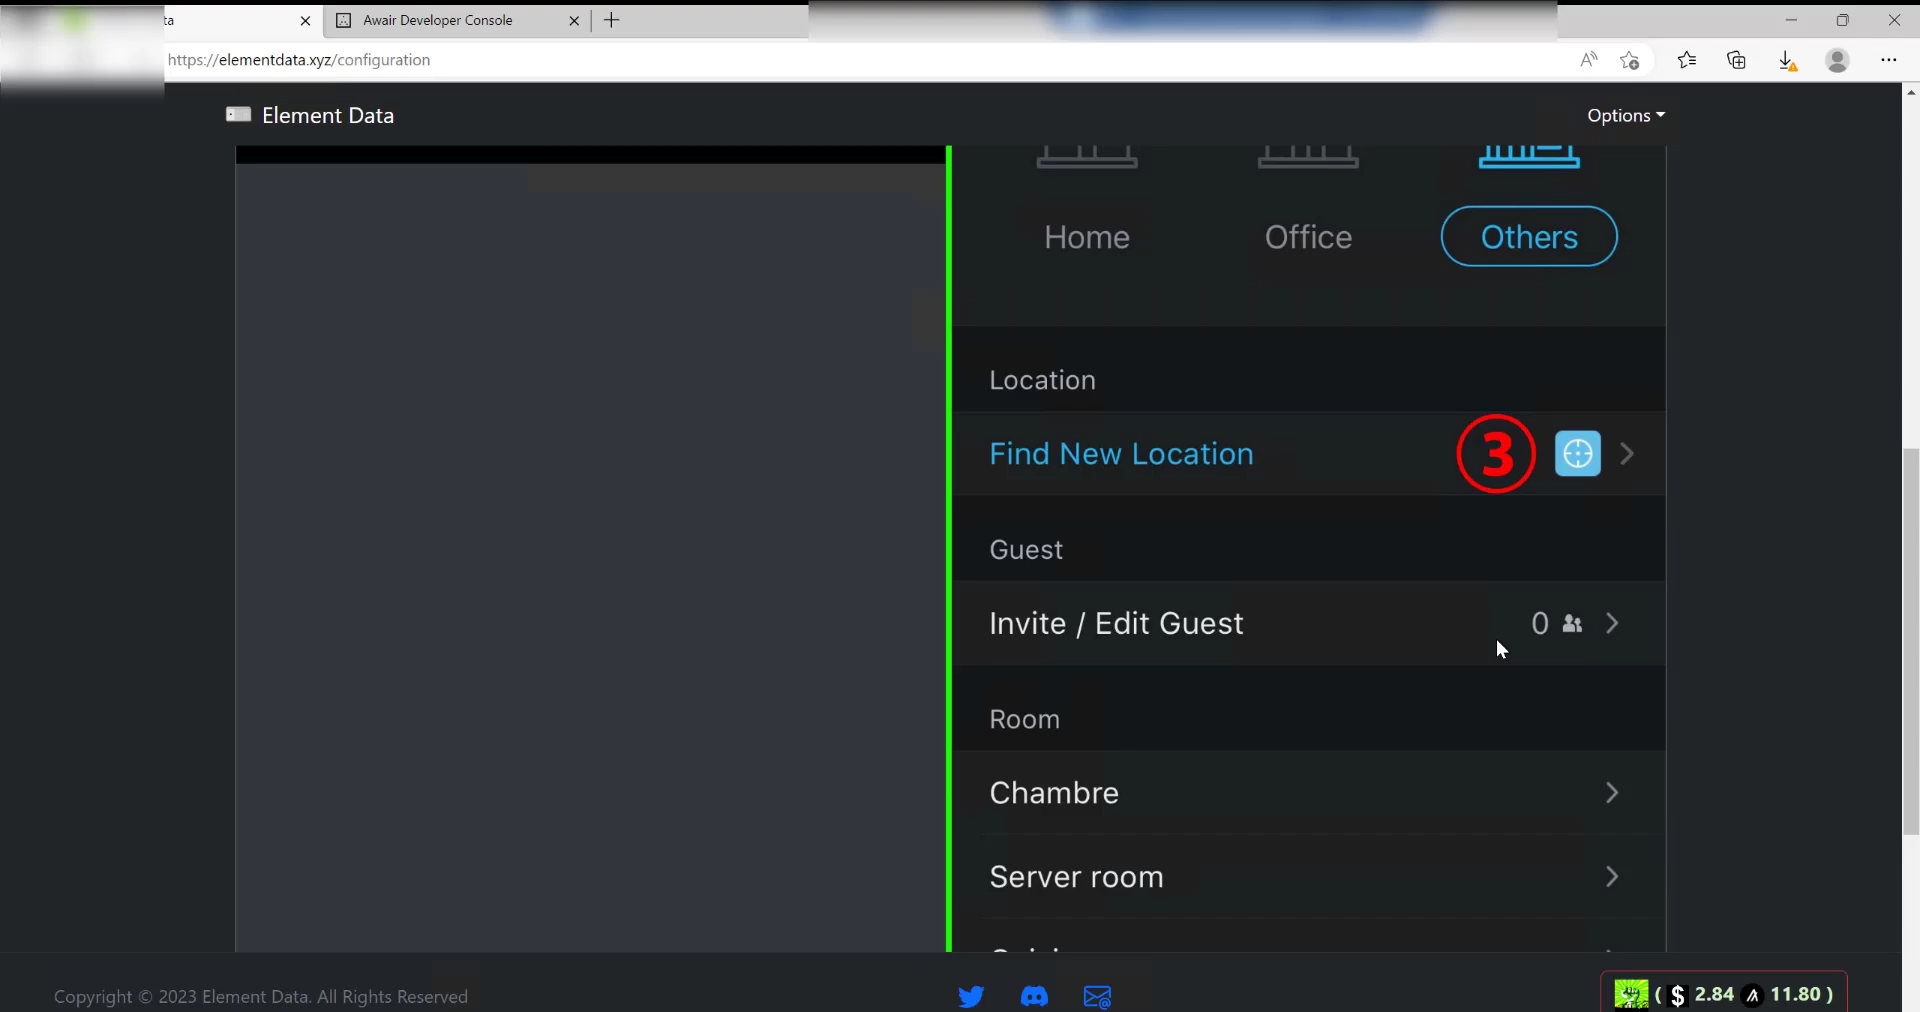 ta
Awair Developer Console
https://elementdata.xyz/configuration
Element Data
Options
Home
Office
Others
Location
Find New Location
3
Guest
Invite / Edit Guest
0
Room
Chambre
Server room
Copyright © 2023 Element Data. All Rights Reserved
( $ 2.84 11.80 )